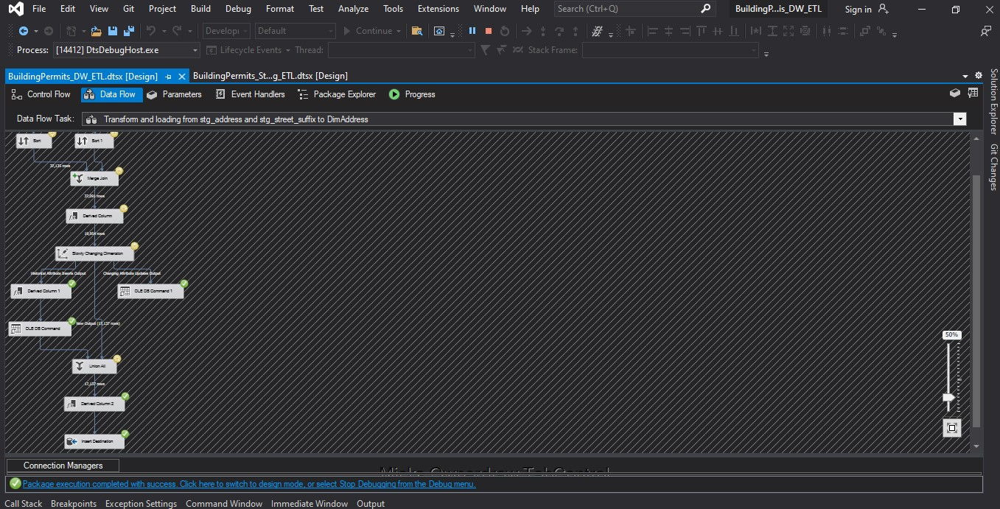 File Edit View Git Project Build Debug Format Test Analyze Tools Extensions Window Help Search (Ctrl+Q) BuildingP...is_DW_ETL Sign in
Develop Default Continue
Process: [14412] DtsDebugHost.exe Lifecycle Events Thread: Stack Frame:
BuildingPermits_DW_ETL.dtsx [Design] BuildingPermits_St...g_ETL.dtsx [Design]
Control Flow Data Flow Parameters Event Handlers Package Explorer Progress
Data Flow Task: Transform and loading from stg_address and stg_street_suffix to DimAddress
Solution Explorer
Git Changes
Sort Sort 1
37,135 rows
Merge Join
rows
Derived Column
rows
Slowly Changing Dimension
Historical Attribute Inserts Output Changing Attribute Updates Output
Derived Column 1 OLE DB Command 1
OLE DB Command New Output (17,137 rows)
50%
Union All
17,137 rows
Derived Column 2
Insert Destination
Connection Managers
Package execution completed with success. Click here to switch to design mode, or select Stop Debugging from the Debug menu.
Call Stack Breakpoints Exception Settings Command Window Immediate Window Output